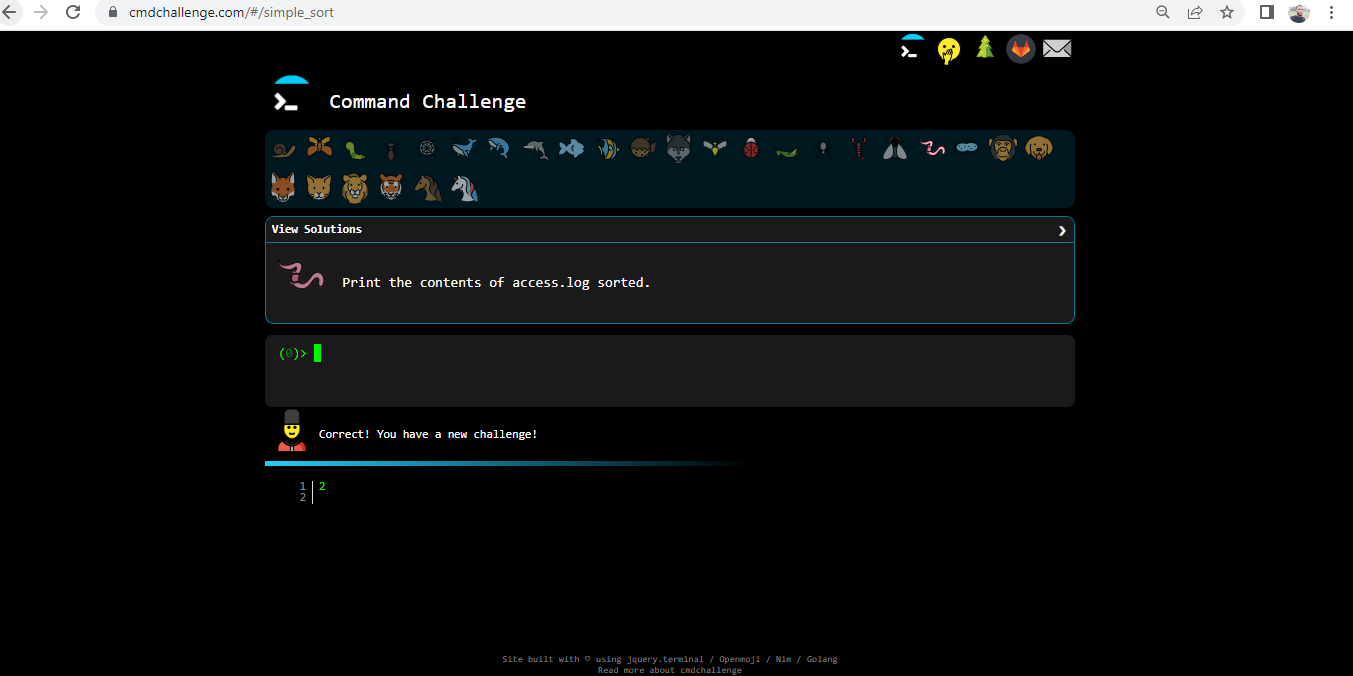 cmdchallenge.com/#/simple_sort
Command Challenge
View Solutions
Print the contents of access.log sorted.
(0)>
Correct! You have a new challenge!
1 2
2
Site built with ♡ using jquery.terminal / Openmoji / Nim / Golang
Read more about cmdchallenge